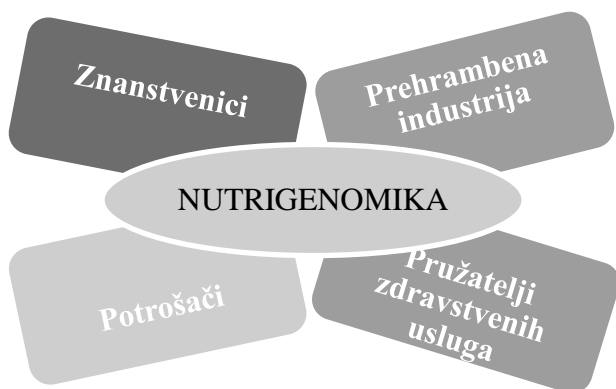 Znanstvenici
Prehrambena
industrija
NUTRIGENOMIKA
Potrošači
Pružatelji
zdravstvenih
usluga